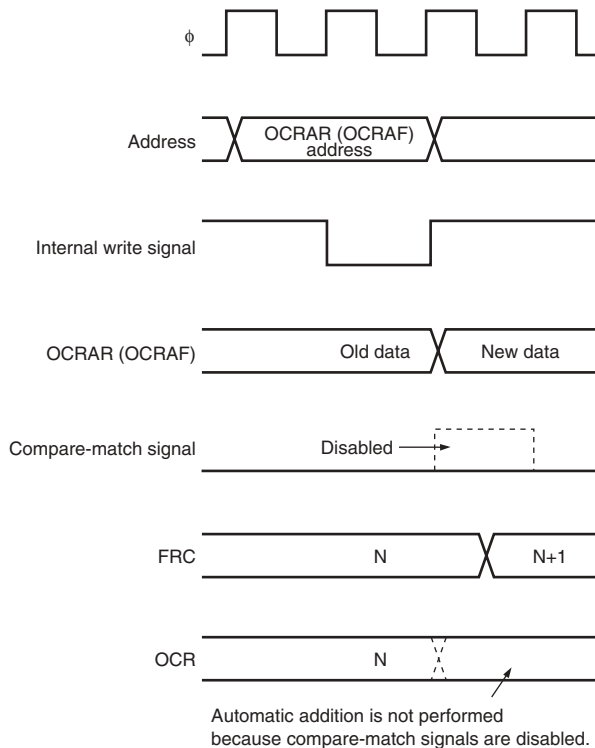 ϕ
Address
OCRAR (OCRAF)
address
Internal write signal
OCRAR (OCRAF)
Old data
New data
Compare-match signal
Disabled
FRC
N
N+1
OCR
N
Automatic addition is not performed
because compare-match signals are disabled.